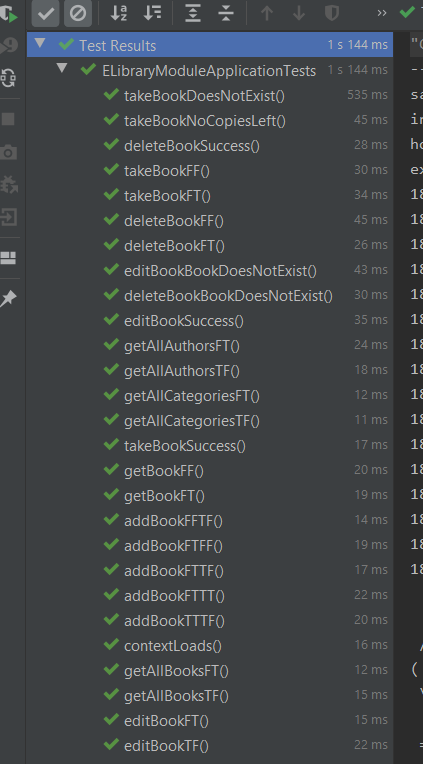 Test Results 1 s 144 ms
ELibraryModuleApplicationTests 1 s 144 ms
takeBookDoesNotExist() 535 ms
takeBookNoCopiesLeft() 45 ms
deleteBookSuccess() 28 ms
takeBookFF() 30 ms
takeBookFT() 34 ms
deleteBookFF() 45 ms
deleteBookFT() 26 ms
editBookBookDoesNotExist() 43 ms
deleteBookBookDoesNotExist() 30 ms
editBookSuccess() 35 ms
getAllAuthorsFT() 24 ms
getAllAuthorsTF() 18 ms
getAllCategoriesFT() 12 ms
getAllCategoriesTF() 11 ms
takeBookSuccess() 17 ms
getBookFF() 20 ms
getBookFT() 19 ms
addBookFFTF() 14 ms
addBookFTFF() 19 ms
addBookFTTF() 17 ms
addBookFTTT() 22 ms
addBookTTTF() 20 ms
contextLoads() 16 ms
getAllBooksFT() 12 ms
getAllBooksTF() 15 ms
editBookFT() 15 ms
editBookTF() 22 ms